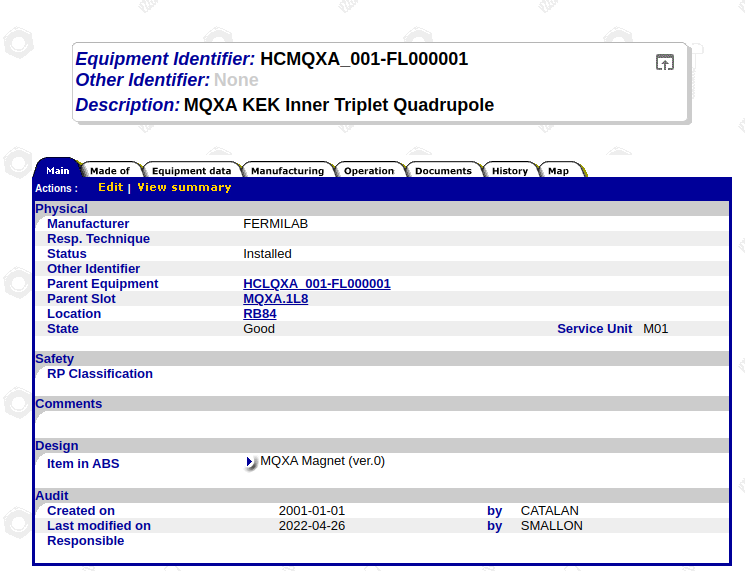 Equipment Identifier: HCMQXA_001-FL000001
Other Identifier: None
Description: MQXA KEK Inner Triplet Quadrupole
Main Made of Equipment data Manufacturing Operation Documents History Map
Actions : Edit | View summary
Physical
Manufacturer FERMILAB
Resp. Technique
Status Installed
Other Identifier
Parent Equipment HCLQXA_001-FL000001
Parent Slot MQXA.1L8
Location RB84
State Good Service Unit M01
Safety
RP Classification
Comments
Design
Item in ABS MQXA Magnet (ver.0)
Audit
Created on 2001-01-01 by CATALAN
Last modified on 2022-04-26 by SMALLON
Responsible